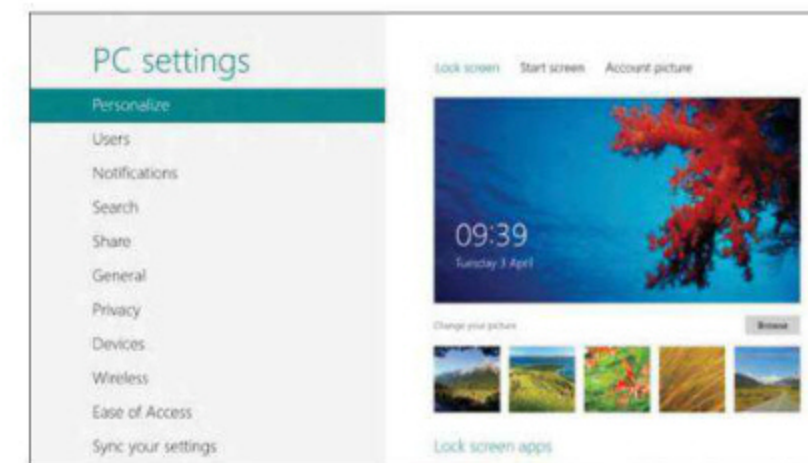 PC settings
Personalize
Users
Notifications
Search
Share
General
Privacy
Devices
Wireless
Ease of Access
Sync your settings
Lock screen Start screen Account picture
09:39
Tuesday 3 April
Change your picture
Browse
Lock screen apps